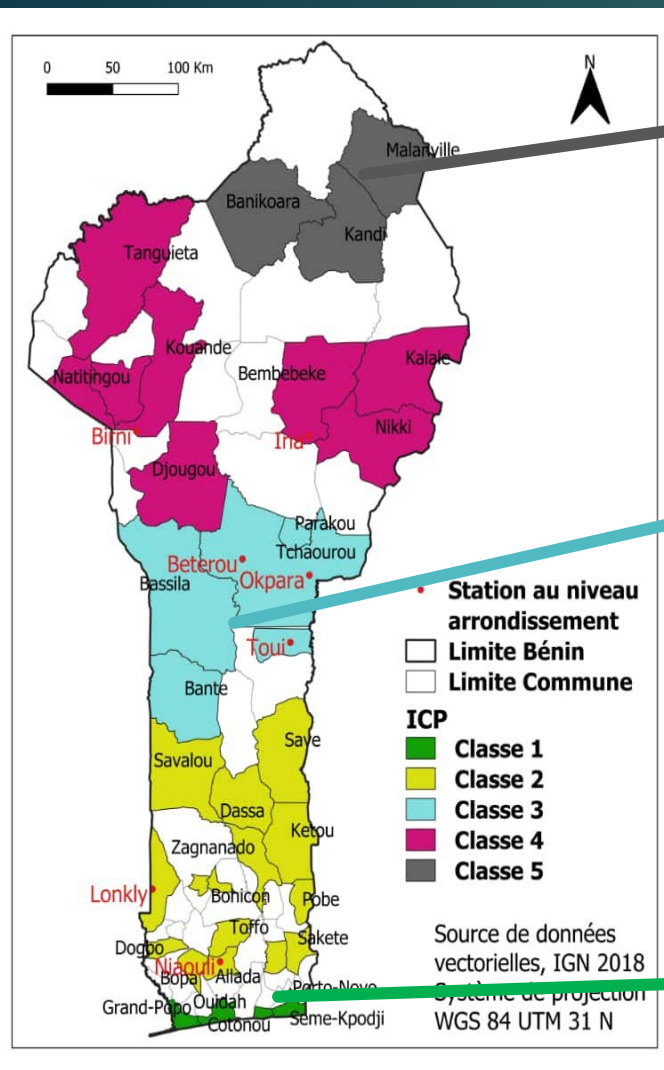 0 50 100 Km
N
Malanville
Banikoara
Kandi
Tanguieta
Kouande
Natitingou
Bembebeke
Kalale
Birni
Ina
Nikki
Djougou
Parakou
Tchaourou
Beterou
Okpara
Bassila
Toui
Bante
Save
Savalou
Dassa
Ketou
Zagnanado
Lonkly
Bohicon
Pobe
Toffo
Sakete
Dogbo
Niaouli
Bopa
Allada
Porto-Novo
Grand-Popo
Ouidah
Cotonou
Seme-Kpodji
Station au niveau
arrondissement
Limite Bénin
Limite Commune
ICP
Classe 1
Classe 2
Classe 3
Classe 4
Classe 5
Source de données
vectorielles, IGN 2018
Système de projection
WGS 84 UTM 31 N